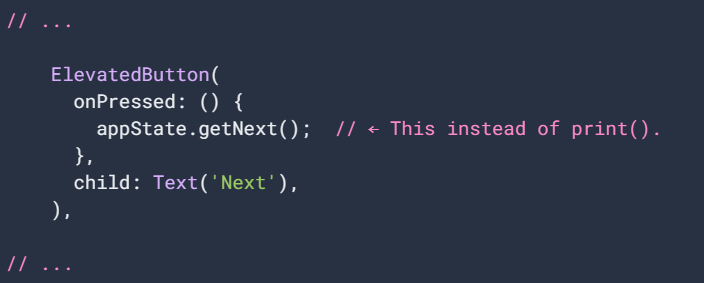 // ...
ElevatedButton(
onPressed: () {
appState.getNext();  // ← This instead of print().
},
child: Text('Next'),
),
// ...